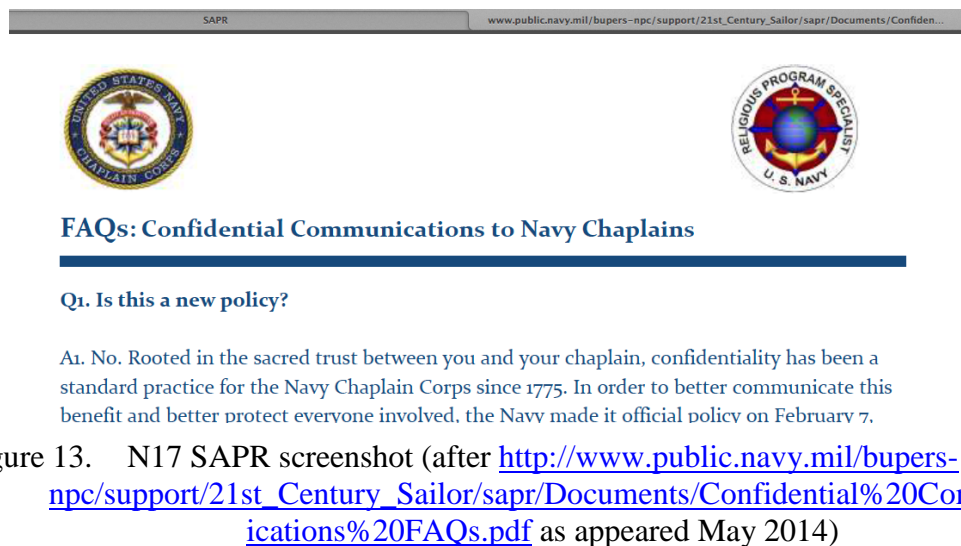 SAPR
www.public.navy.mil/bupers-npc/support/21st_Century_Sailor/sapr/Documents/Confiden...
UNITED STATES NAVY
CHAPLAIN CORPS
RELIGIOUS PROGRAM SPECIALIST
U. S. NAVY
FAQs: Confidential Communications to Navy Chaplains
Q1. Is this a new policy?
A1. No. Rooted in the sacred trust between you and your chaplain, confidentiality has been a
standard practice for the Navy Chaplain Corps since 1775. In order to better communicate this
benefit and better protect everyone involved, the Navy made it official policy on February 7,
gure 13. N17 SAPR screenshot (after http://www.public.navy.mil/bupers-
npc/support/21st_Century_Sailor/sapr/Documents/Confidential%20Con
ications%20FAQs.pdf as appeared May 2014)